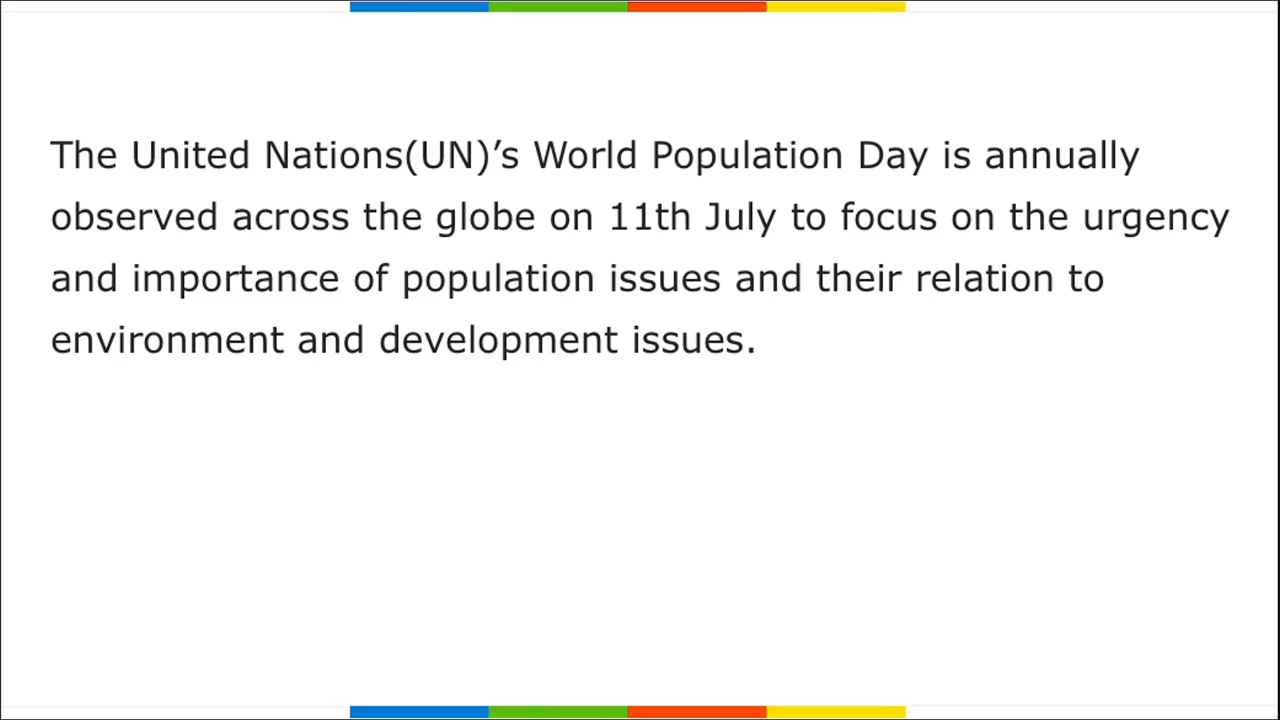 The United Nations(UN)’s World Population Day is annually
observed across the globe on 11th July to focus on the urgency
and importance of population issues and their relation to
environment and development issues.